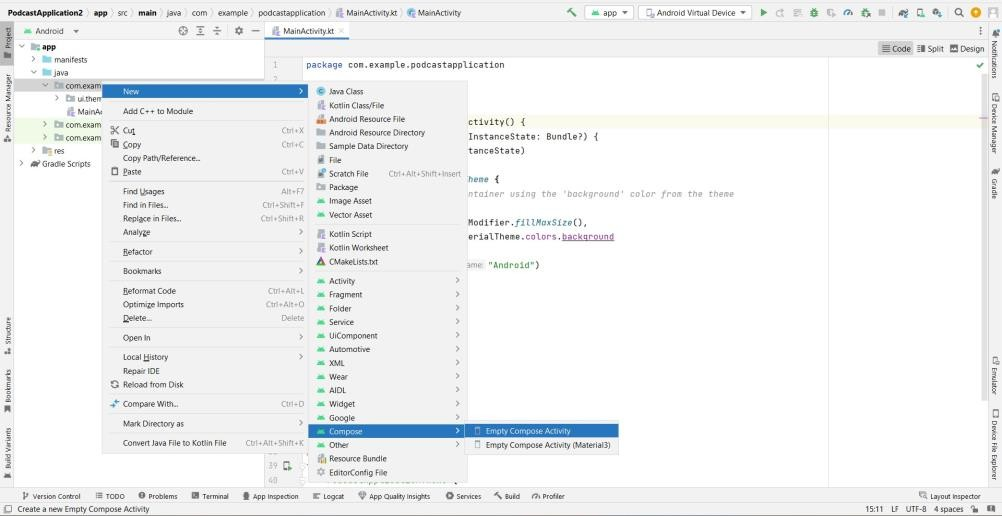 PodcastApplication2 app src main java com example podcastapplication MainActivity.kt MainActivity
app Android Virtual Device
Android
MainActivity.kt
Code Split Design
Project
Resource Manager
Structure
Bookmarks
Build Variants
app
manifests
java
com.exam
ui.them
MainAc
com.exam
com.exam
res
Gradle Scripts
New
Add C++ to Module
Cut Ctrl+X
Copy Ctrl+C
Copy Path/Reference...
Paste Ctrl+V
Find Usages Alt+F7
Find in Files... Ctrl+Shift+F
Replace in Files... Ctrl+Shift+R
Analyze
Refactor
Bookmarks
Reformat Code Ctrl+Alt+L
Optimize Imports Ctrl+Alt+O
Delete... Delete
Open In
Local History
Repair IDE
Reload from Disk
Compare With... Ctrl+D
Mark Directory as
Convert Java File to Kotlin File Ctrl+Alt+Shift+K
Java Class
Kotlin Class/File
Android Resource File
Android Resource Directory
Sample Data Directory
File
Scratch File Ctrl+Alt+Shift+Insert
Package
Image Asset
Vector Asset
Kotlin Script
Kotlin Worksheet
CMakeLists.txt
Activity
Fragment
Folder
Service
UiComponent
Automotive
XML
Wear
AIDL
Widget
Google
Compose
Other
Resource Bundle
EditorConfig File
Empty Compose Activity
Empty Compose Activity (Material3)
1 package com.example.podcastapplication
2
ctivity() {
InstanceState: Bundle?) {
tanceState)
heme {
ntainer using the 'background' color from the theme
Modifier.fillMaxSize(),
erialTheme.colors.background
ame: "Android")
39
40
Notifications
Device Manager
Gradle
Emulator
Device File Explorer
Version Control TODO Problems Terminal App Inspection Logcat App Quality Insights Services Build Profiler Layout Inspector
Create a new Empty Compose Activity 15:11 LF UTF-8 4 spaces